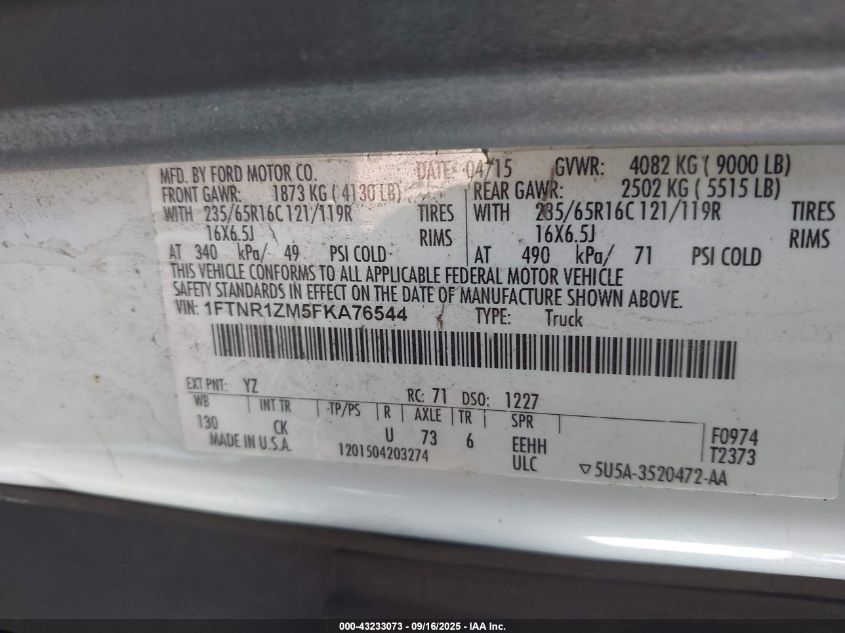 MFD. BY FORD MOTOR CO. DATE: 04/15 GVWR: 4082 KG ( 9000 LB)
FRONT GAWR: 1873 KG ( 4130 LB) REAR GAWR: 2502 KG ( 5515 LB)
WITH 235/65R16C 121/119R TIRES WITH 235/65R16C 121/119R TIRES
16X6.5J RIMS 16X6.5J RIMS
AT 340 kPa/ 49 PSI COLD AT 490 kPa/ 71 PSI COLD
THIS VEHICLE CONFORMS TO ALL APPLICABLE FEDERAL MOTOR VEHICLE
SAFETY STANDARDS IN EFFECT ON THE DATE OF MANUFACTURE SHOWN ABOVE.
VIN: 1FTNR1ZM5FKA76544 TYPE: Truck
EXT PNT: YZ RC: 71 DSO: 1227
WB INT TR TP/PS R AXLE TR SPR
130 CK U 73 6 EEHH F0974
MADE IN U.S.A. 1201504203274 ULC T2373
▽5U5A-3520472-AA
000-43233073 - 09/16/2025 - IAA Inc.